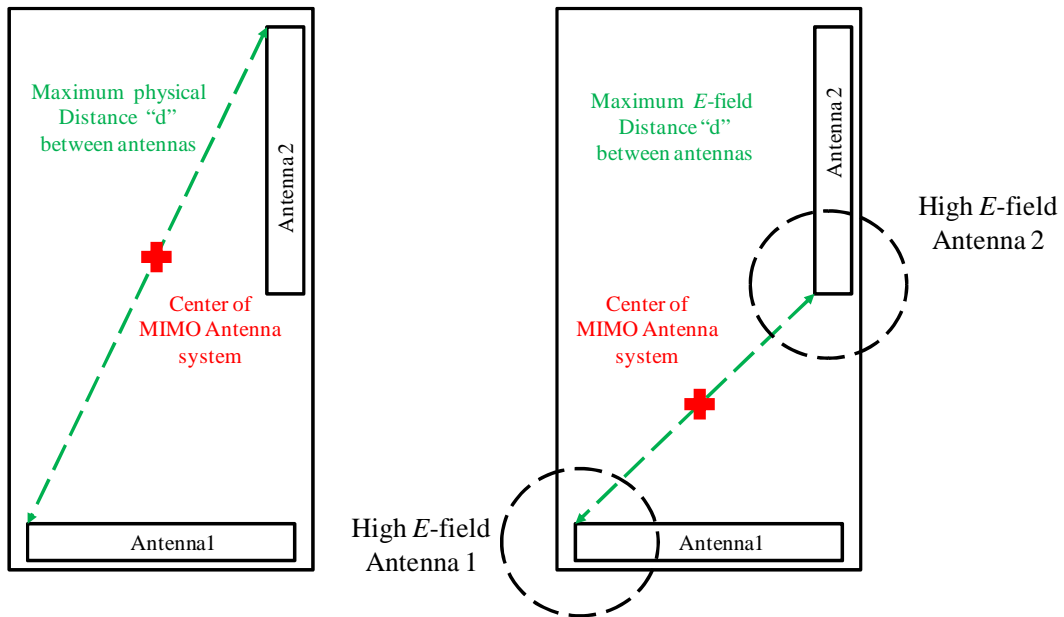 Maximum physical
Distance “d”
between antennas
Antenna 2
Center of
MIMO Antenna
system
Antenna1
Maximum E-field
Distance “d”
between antennas
Antenna 2
High E-field
Antenna 2
Center of
MIMO Antenna
system
High E-field
Antenna 1
Antenna1